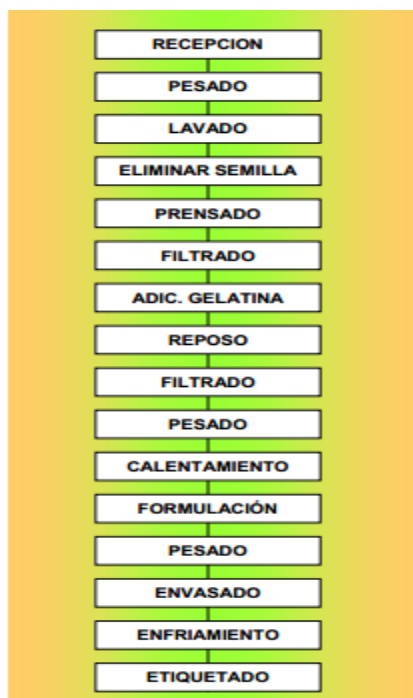 RECEPCION
PESADO
LAVADO
ELIMINAR SEMILLA
PRENSADO
FILTRADO
ADIC. GELATINA
REPOSO
FILTRADO
PESADO
CALENTAMIENTO
FORMULACIÓN
PESADO
ENVASADO
ENFRIAMIENTO
ETIQUETADO